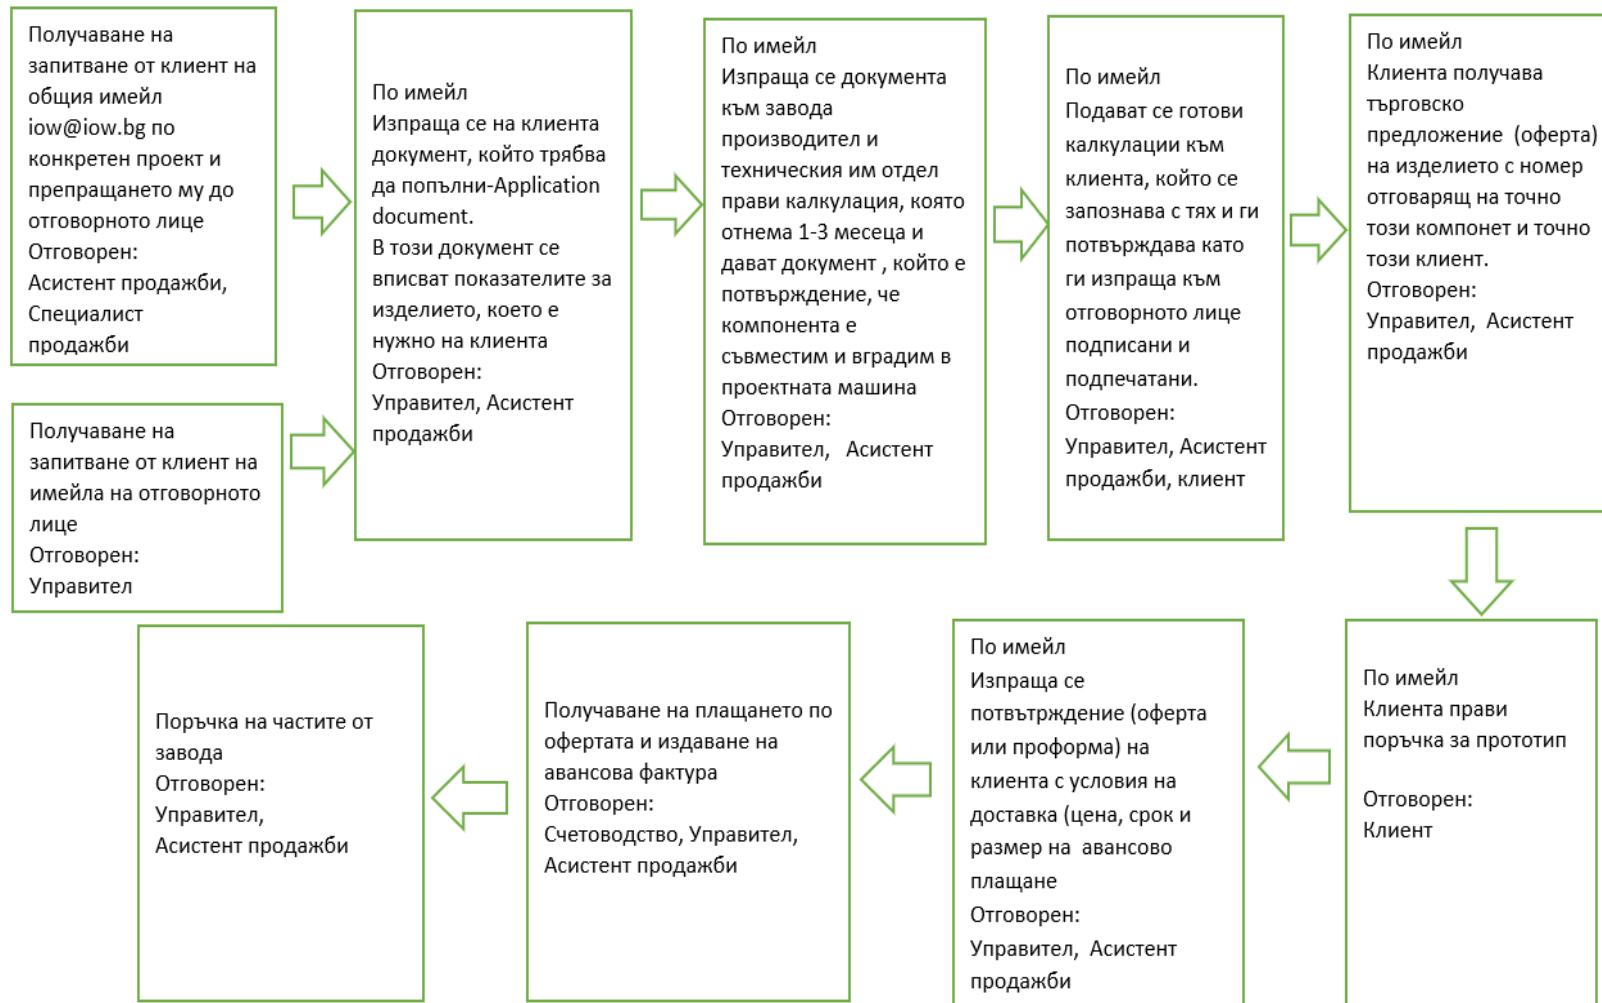 Получаване на
запитване от клиент на
общия имейл
iow@iow.bg по
конкретен проект и
препращането му до
отговорното лице
Отговорен:
Асистент продажби,
Специалист
продажби
Получаване на
запитване от клиент на
имейла на отговорното
лице
Отговорен:
Управител
По имейл
Изпраща се на клиента
документ, който трябва
да попълни-Application
document.
В този документ се
вписват показателите за
изделието, което е
нужно на клиента
Отговорен:
Управител, Асистент
продажби
По имейл
Изпраща се документа
към завода
производител и
техническия им отдел
прави калкулация, която
отнема 1-3 месеца и
дават документ , който е
потвърждение, че
компонента е
съвместим и вградим в
проектната машина
Отговорен:
Управител, Асистент
продажби
По имейл
Подават се готови
калкулации към
клиента, който се
запознава с тях и ги
потвърждава като
ги изпраща към
отговорното лице
подписани и
подпечатани.
Отговорен:
Управител, Асистент
продажби, клиент
По имейл
Клиента получава
търговско
предложение (оферта)
на изделието с номер
отговарящ на точно
този компонет и точно
този клиент.
Отговорен:
Управител, Асистент
продажби
По имейл
Клиента прави
поръчка за прототип
Отговорен:
Клиент
По имейл
Изпраща се
потвътрждение (оферта
или проформа) на
клиента с условия на
доставка (цена, срок и
размер на авансово
плащане
Отговорен:
Управител, Асистент
продажби
Получаване на плащането по
офертата и издаване на
авансова фактура
Отговорен:
Счетоводство, Управител,
Асистент продажби
Поръчка на частите от
завода
Отговорен:
Управител,
Асистент продажби